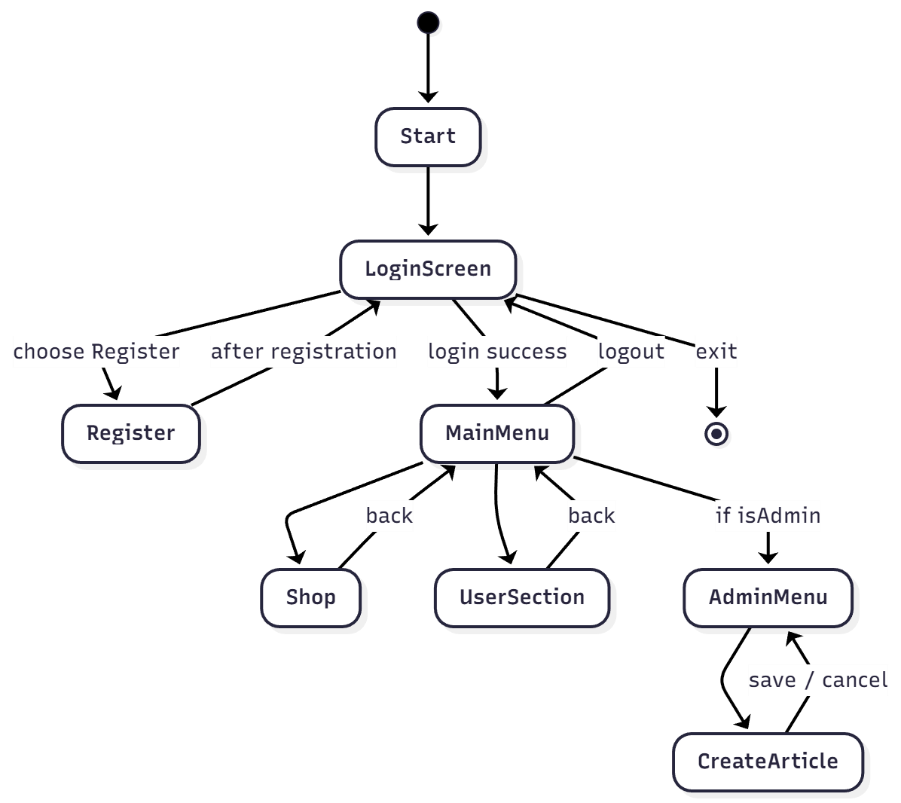 Start
LoginScreen
choose Register
after registration
login success
logout
exit
Register
MainMenu
back
back
if isAdmin
Shop
UserSection
AdminMenu
save / cancel
CreateArticle